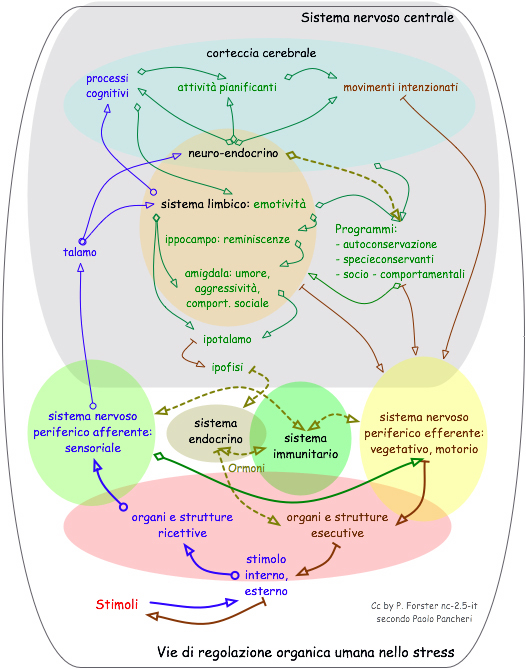 Sistema nervoso centrale
corteccia cerebrale
processi
cognitivi
attività pianificanti
movimenti intenzionati
neuro-endocrino
sistema limbico: emotività
ippocampo: reminiscenze
amigdala: umore,
aggressività,
comport. sociale
Programmi:
- autoconservazione
- specieconservanti
- socio - comportamentali
talamo
ipotalamo
ipofisi
sistema nervoso
periferico afferente:
sensoriale
sistema
endocrino
sistema
immunitario
sistema nervoso
periferico efferente:
vegetativo, motorio
Ormoni
organi e strutture
ricettive
organi e strutture
esecutive
stimolo
interno,
esterno
Stimoli
Cc by P. Forster nc-2.5-it
secondo Paolo Pancheri
Vie di regolazione organica umana nello stress